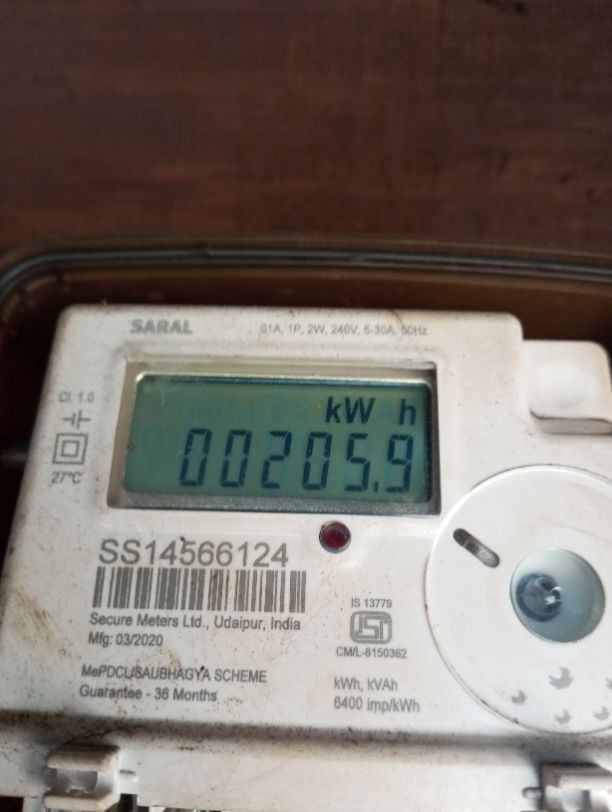 SARAL
S1A, 1P, 2W, 240V, 5-30A, 50Hz
Cl. 1.0
kW h
00205.9
27°C
SS14566124
Secure Meters Ltd., Udaipur, India
Mfg: 03/2020
IS 13779
ISI
CM/L-8150362
MePDCL/SAUBHAGYA SCHEME
Guarantee - 36 Months
kWh, kVAh
6400 imp/kWh